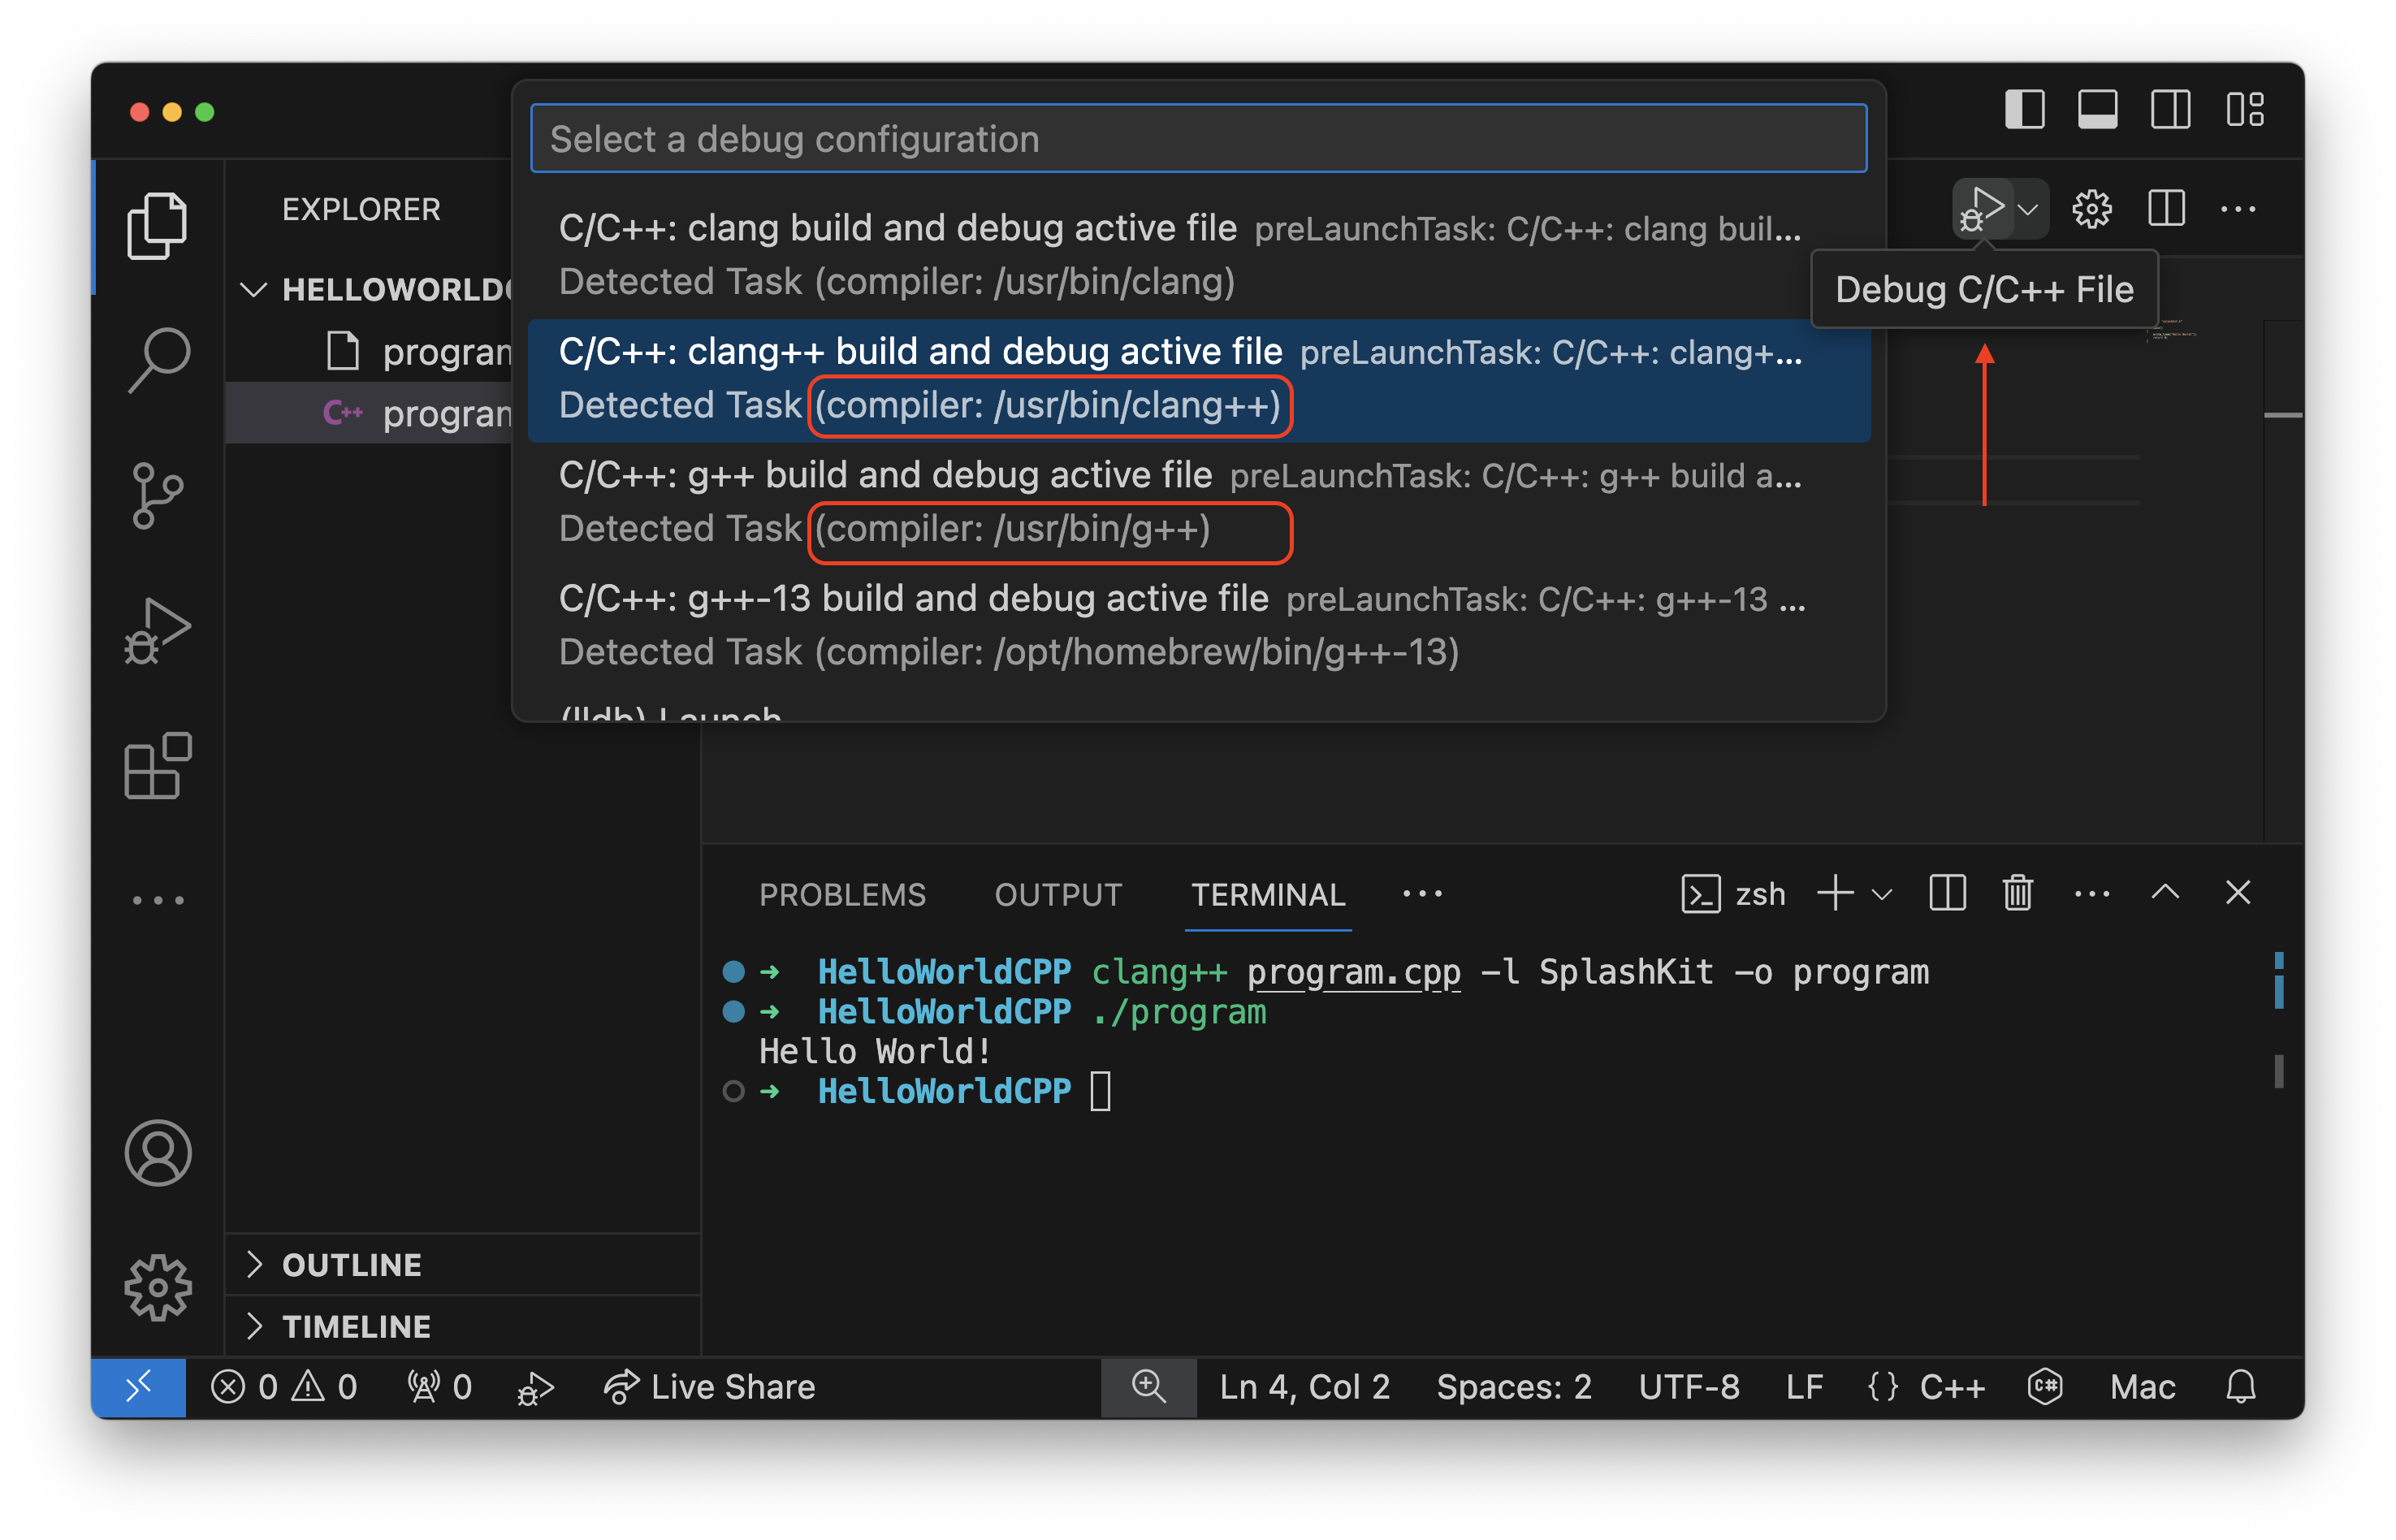 Select a debug configuration
C/C++: clang build and debug active file preLaunchTask: C/C++: clang buil...
Detected Task (compiler: /usr/bin/clang)
C/C++: clang++ build and debug active file preLaunchTask: C/C++: clang+...
Detected Task (compiler: /usr/bin/clang++)
C/C++: g++ build and debug active file preLaunchTask: C/C++: g++ build a...
Detected Task (compiler: /usr/bin/g++)
C/C++: g++-13 build and debug active file preLaunchTask: C/C++: g++-13 ...
Detected Task (compiler: /opt/homebrew/bin/g++-13)
(lldb) Launch
Debug C/C++ File
EXPLORER
HELLOWORLD
program
C++ program
OUTLINE
TIMELINE
PROBLEMS OUTPUT TERMINAL ... zsh
HelloWorldCPP clang++ program.cpp -l SplashKit -o program
HelloWorldCPP ./program
Hello World!
HelloWorldCPP
0 0 0 Live Share Ln 4, Col 2 Spaces: 2 UTF-8 LF {} C++ C# Mac